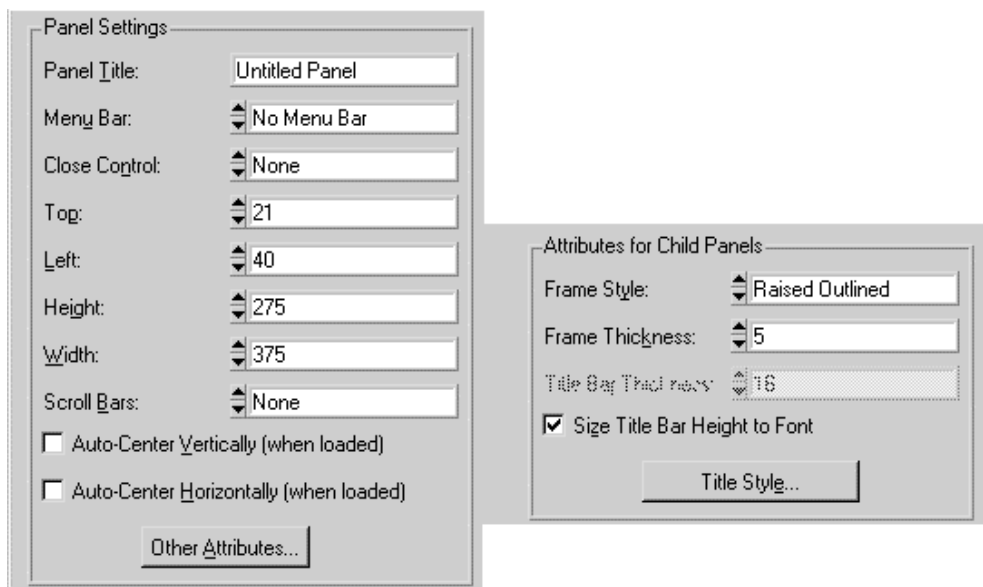 Panel Settings
Panel Title: Untitled Panel
Menu Bar: No Menu Bar
Close Control: None
Top: 21
Left: 40
Height: 275
Width: 375
Scroll Bars: None
Auto-Center Vertically (when loaded)
Auto-Center Horizontally (when loaded)
Other Attributes...
Attributes for Child Panels
Frame Style: Raised Outlined
Frame Thickness: 5
Title Bar Thickness: 16
Size Title Bar Height to Font
Title Style...